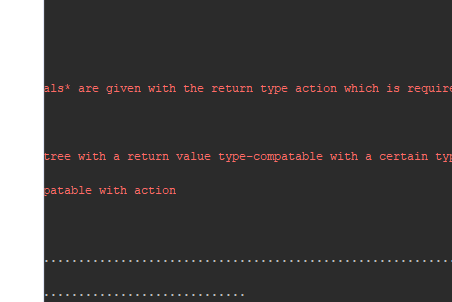 als* are given with the return type action which is require
tree with a return value type-compatable with a certain typ
patable with action
..........................................................
.............................